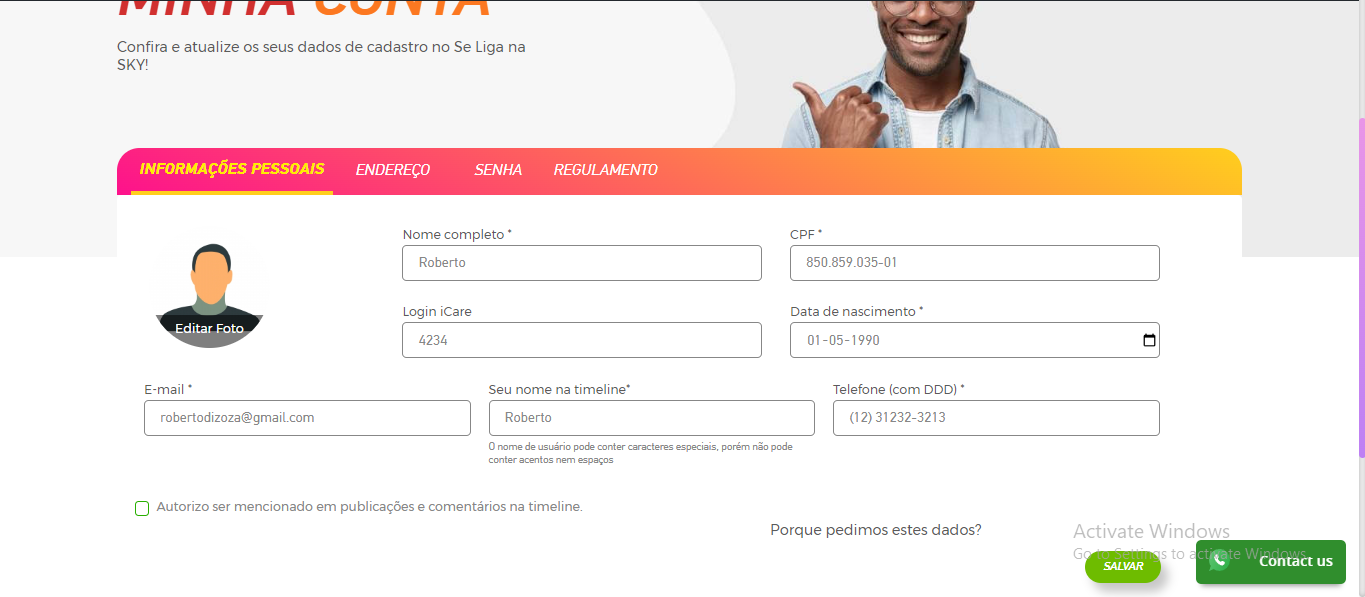 MINHA CONTA
Confira e atualize os seus dados de cadastro no Se Liga na
SKY!
INFORMAÇÕES PESSOAIS ENDEREÇO SENHA REGULAMENTO
Nome completo * CPF *
Roberto 850.859.035-01
Login iCare Data de nascimento *
4234 01-05-1990
Editar Foto
E-mail * Seu nome na timeline* Telefone (com DDD) *
robertodizoza@gmail.com Roberto (12) 31232-3213
O nome de usuário pode conter caracteres especiais, porém não pode
conter acentos nem espaços
Autorizo ser mencionado em publicações e comentários na timeline.
Porque pedimos estes dados?
Activate Windows
Go to Settings to activate Windows.
SALVAR
Contact us